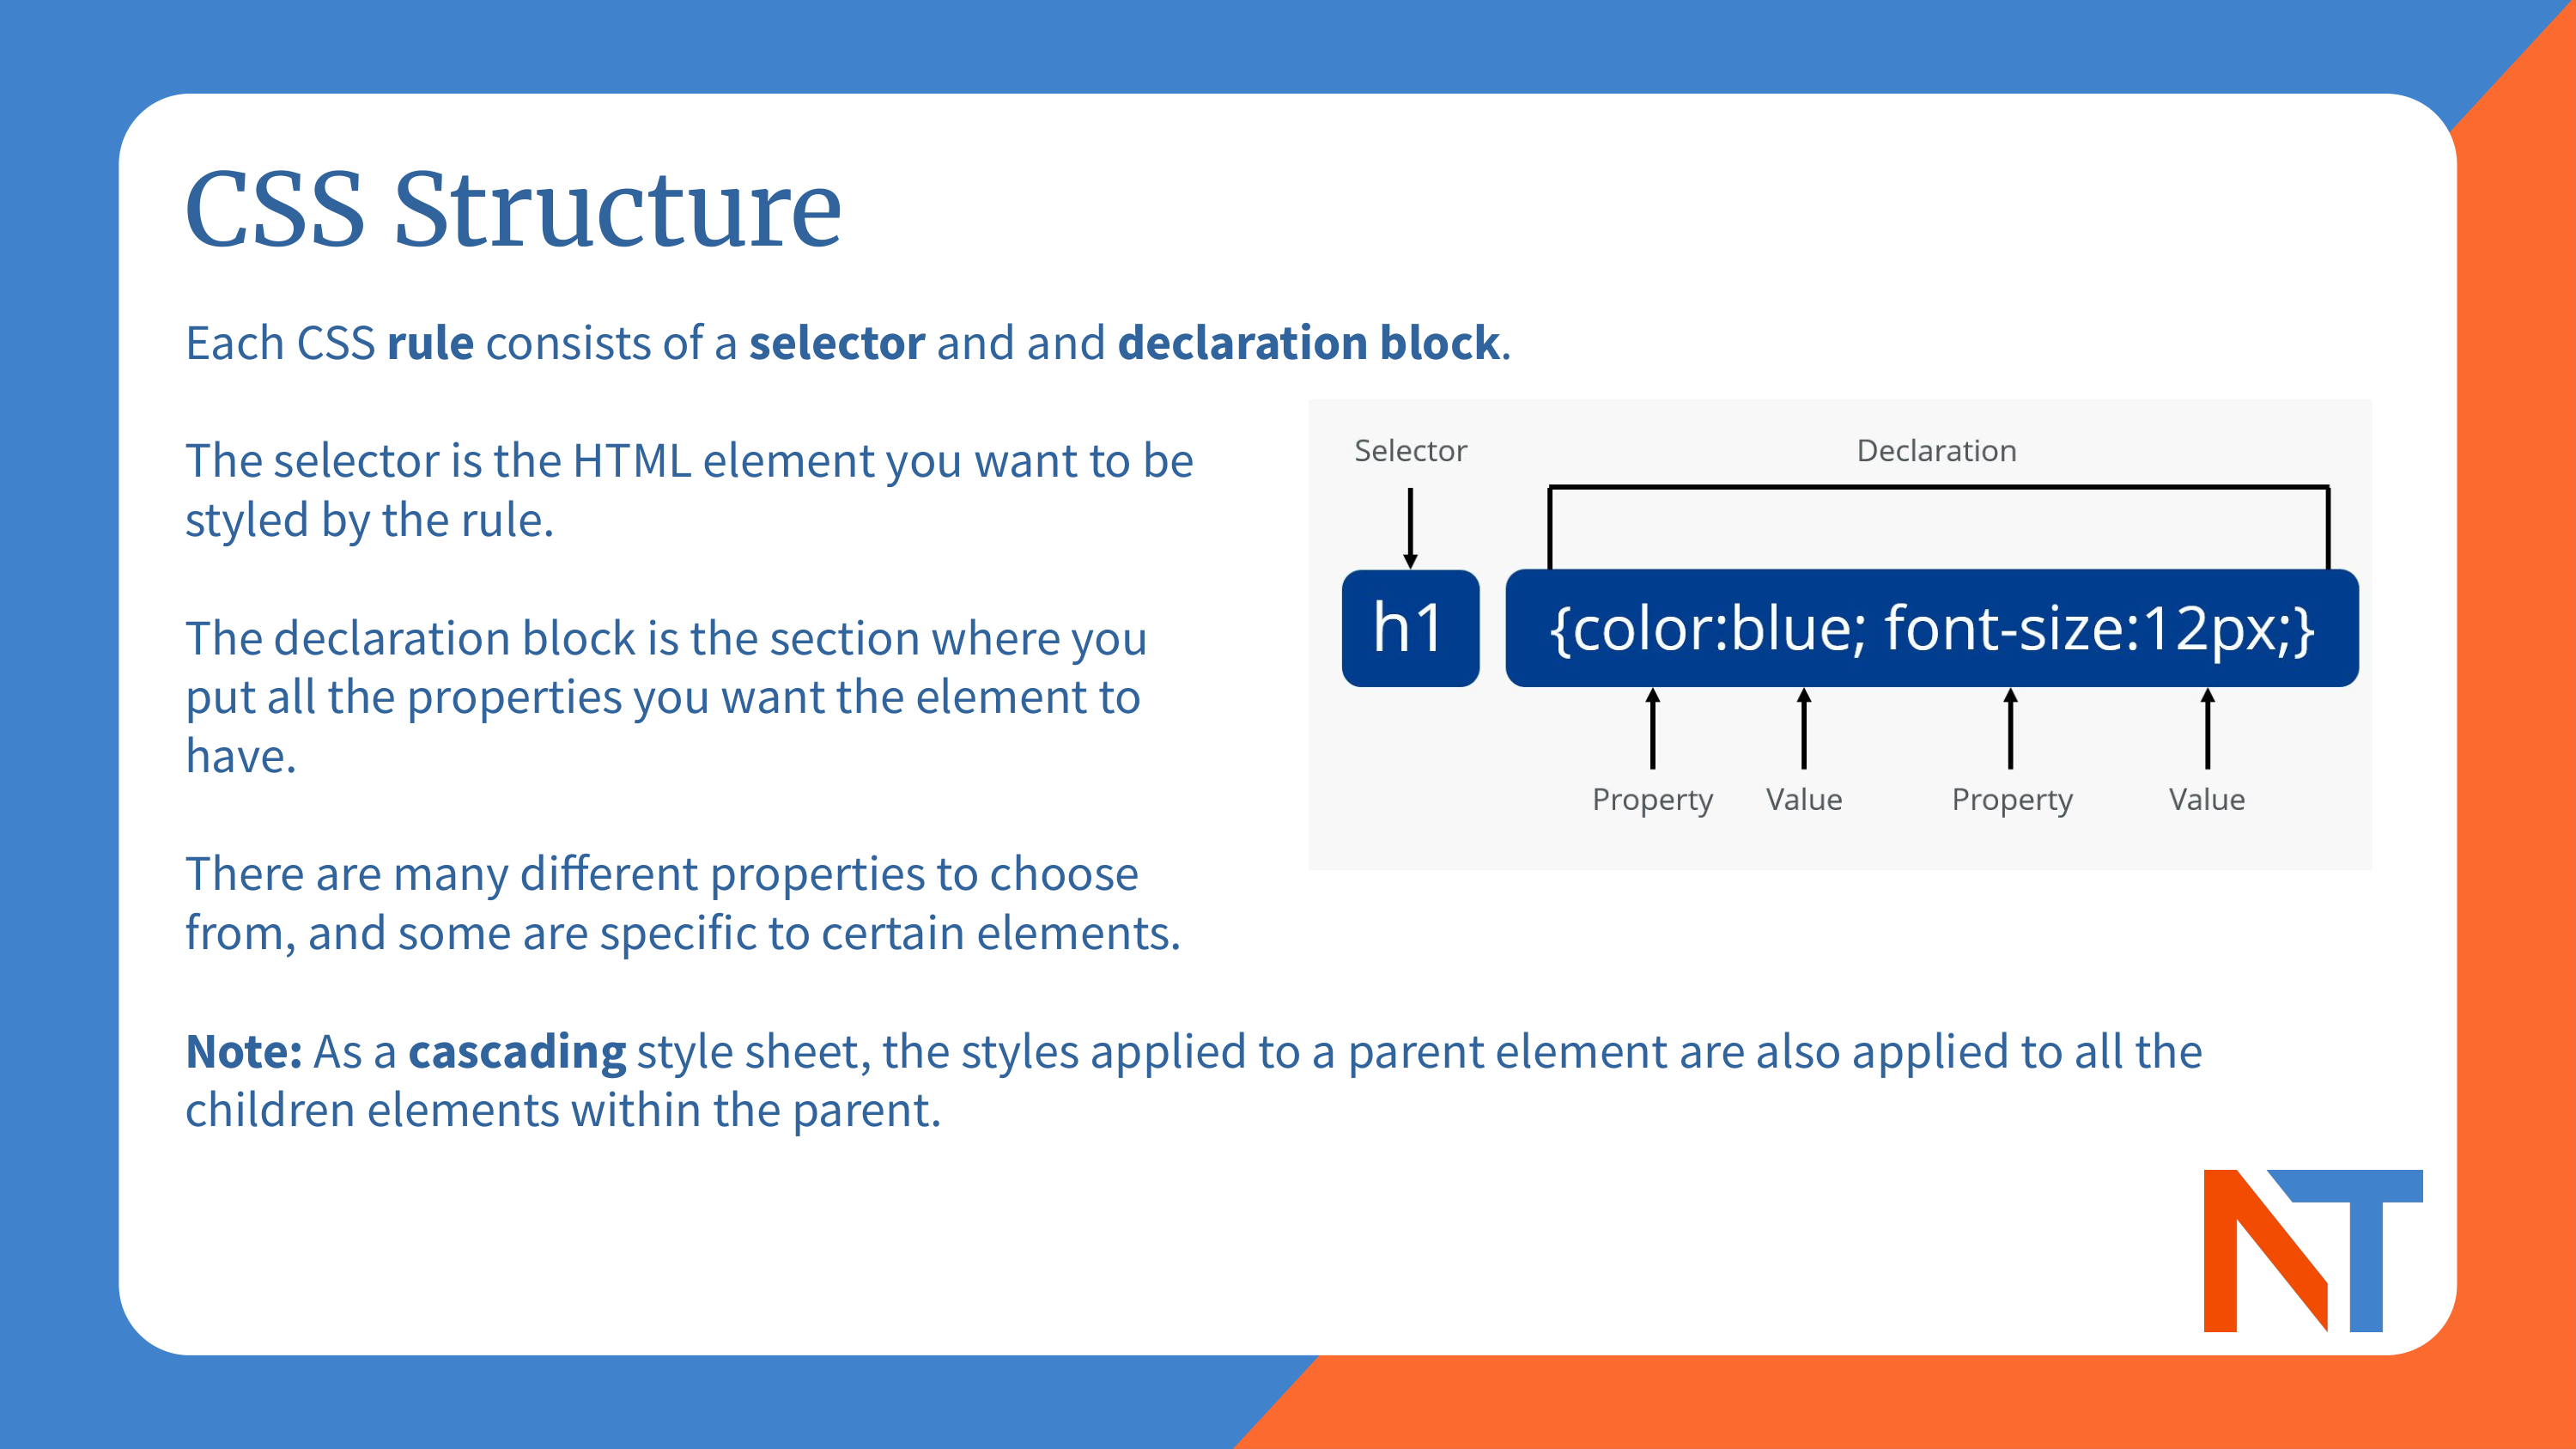 CSS Structure
Each CSS rule consists of a selector and and declaration block.
The selector is the HTML element you want to be
styled by the rule.
The declaration block is the section where you
put all the properties you want the element to
have.
There are many different properties to choose
from, and some are specific to certain elements.
Selector Declaration
h1 {color:blue; font-size:12px;}
Property Value Property Value
Note: As a cascading style sheet, the styles applied to a parent element are also applied to all the
children elements within the parent.
NT